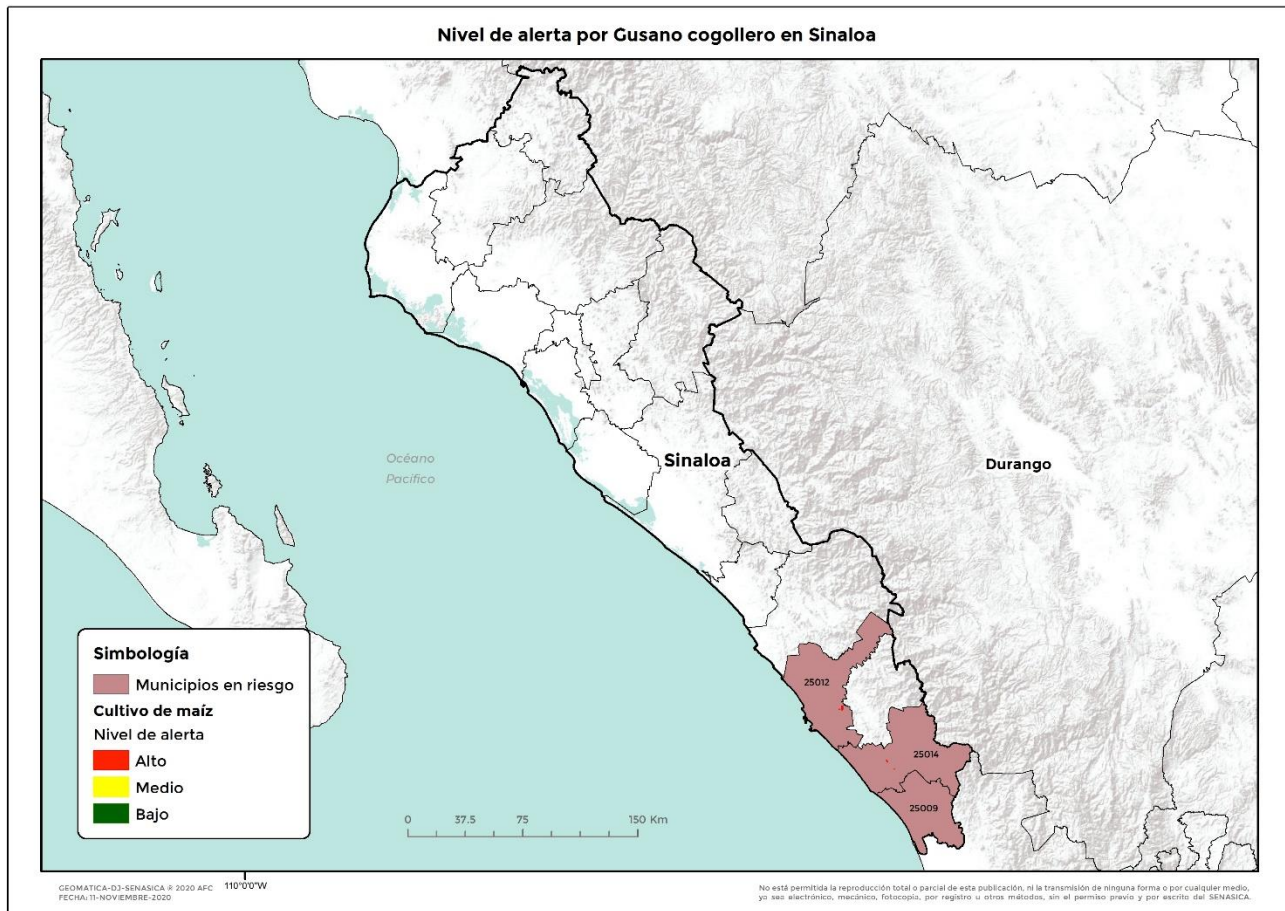 Nivel de alerta por Gusano cogollero en Sinaloa
Océano
Pacífico
Sinaloa
Durango
25012
25014
25009
Simbología
Municipios en riesgo
Cultivo de maíz
Nivel de alerta
Alto
Medio
Bajo
0 37.5 75 150 Km
110°0'0"W
GEOMATICA-DJ-SENASICA ® 2020 AFC
FECHA: 11-NOVIEMBRE-2020
No está permitida la reproducción total o parcial de esta publicación, ni la transmisión de ninguna forma o por cualquier medio,
ya sea electrónico, mecánico, fotocopia, por registro u otros métodos, sin el permiso previo y por escrito del SENASICA.